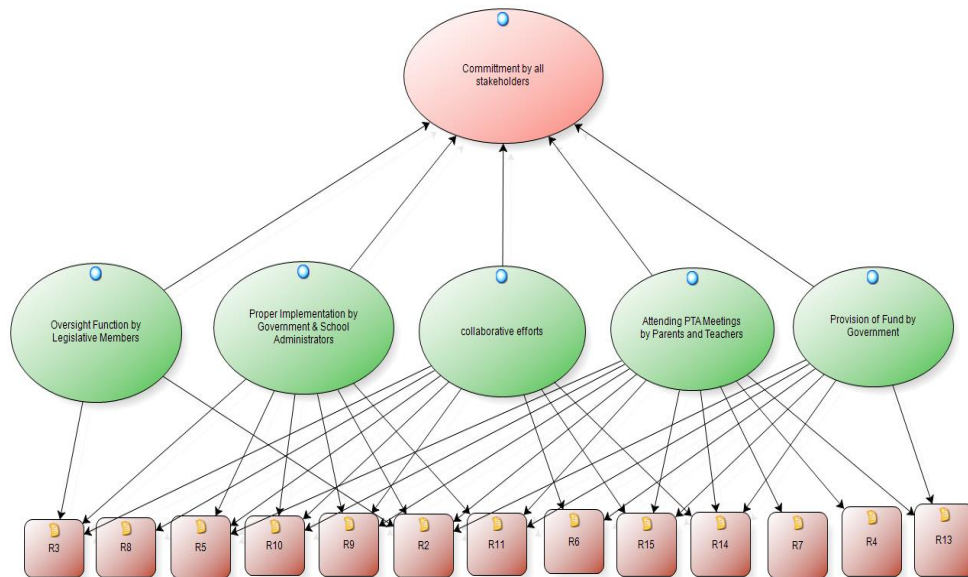 Committment by all
stakeholders
Oversight Function by
Legislative Members
Proper Implementation by
Government & School
Administrators
collaborative efforts
Attending PTA Meetings
by Parents and Teachers
Provision of Fund by
Government
R3
R8
R5
R10
R9
R2
R11
R6
R15
R14
R7
R4
R13